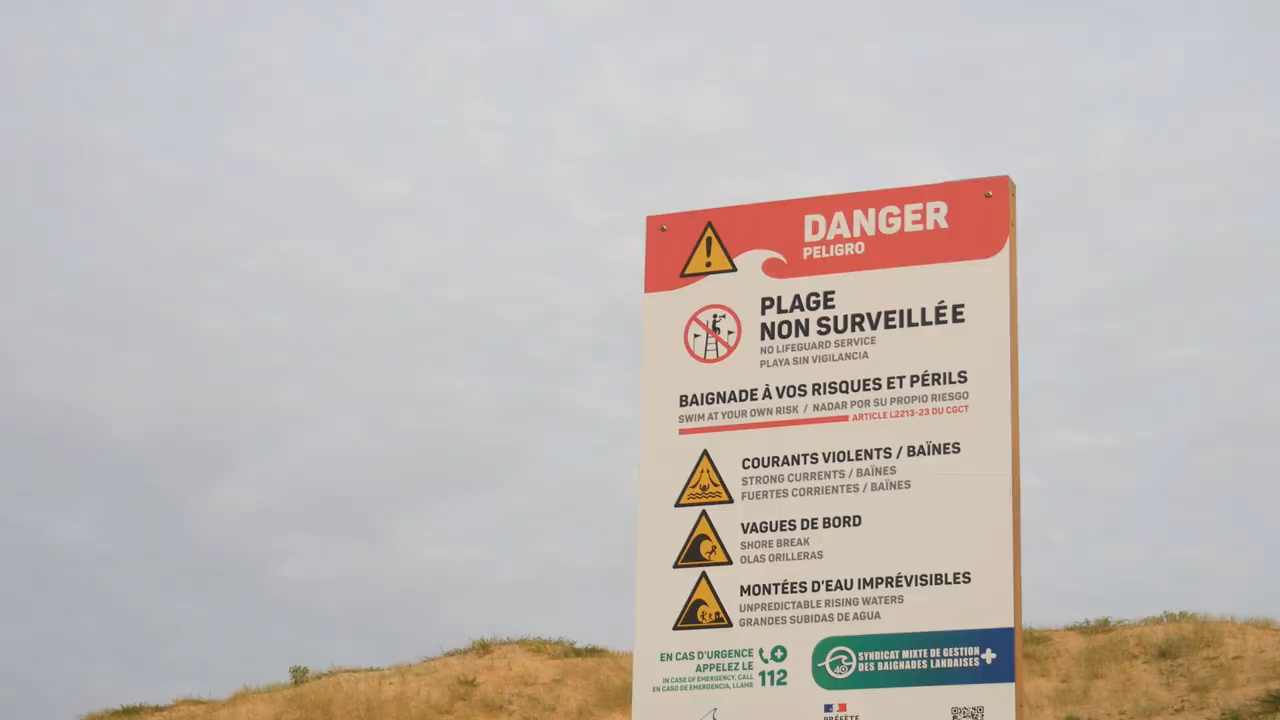 DANGER
PELIGRO
PLAGE
NON SURVEILLÉE
NO LIFEGUARD SERVICE
PLAYA SIN VIGILANCIA
BAIGNADE À VOS RISQUES ET PÉRILS
SWIM AT YOUR OWN RISK / NADAR POR SU PROPIO RIESGO
ARTICLE L2213-23 DU CGCT
COURANTS VIOLENTS / BAÏNES
STRONG CURRENTS / BAÏNES
FUERTES CORRIENTES / BAÏNES
VAGUES DE BORD
SHORE BREAK
OLAS ORILLERAS
MONTÉES D'EAU IMPRÉVISIBLES
UNPREDICTABLE RISING WATERS
GRANDES SUBIDAS DE AGUA
EN CAS D'URGENCE
APPELEZ LE
IN CASE OF EMERGENCY, CALL
EN CASO DE EMERGENCIA, LLAME
112
40
SYNDICAT MIXTE DE GESTION
DES BAIGNADES LANDAISES
PRÉFÈTE